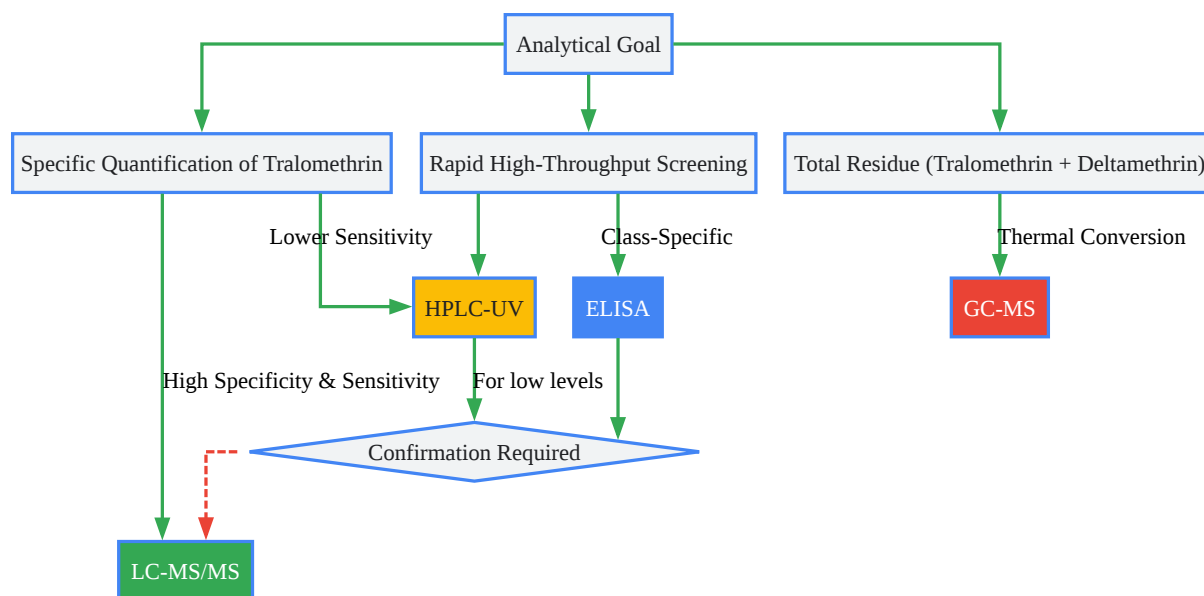 Analytical Goal
Specific Quantification of Tralomethrin
Rapid High-Throughput Screening
Total Residue (Tralomethrin + Deltamethrin)
Lower Sensitivity
Class-Specific
Thermal Conversion
HPLC-UV
ELISA
GC-MS
High Specificity & Sensitivity
For low levels
Confirmation Required
LC-MS/MS